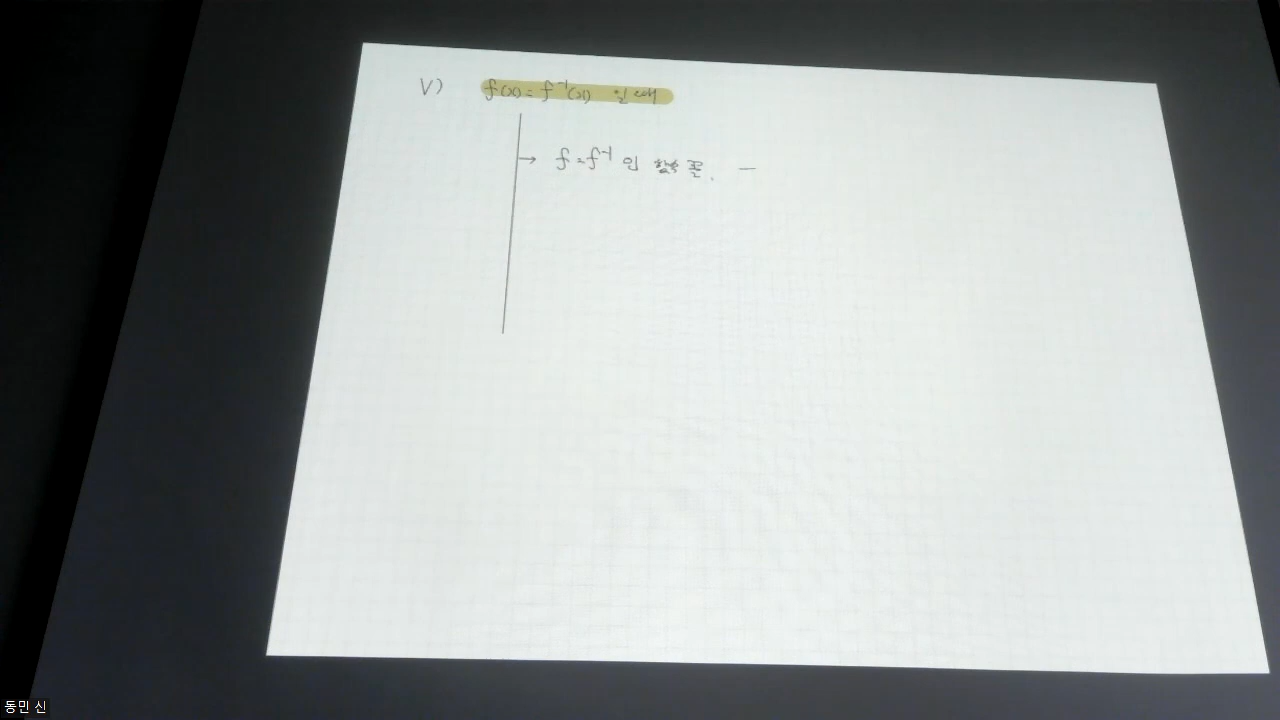 V) f(x) = f⁻¹(x) 일 때
→ f = f⁻¹ 인 함수 꼴. ㅡ
동민 신